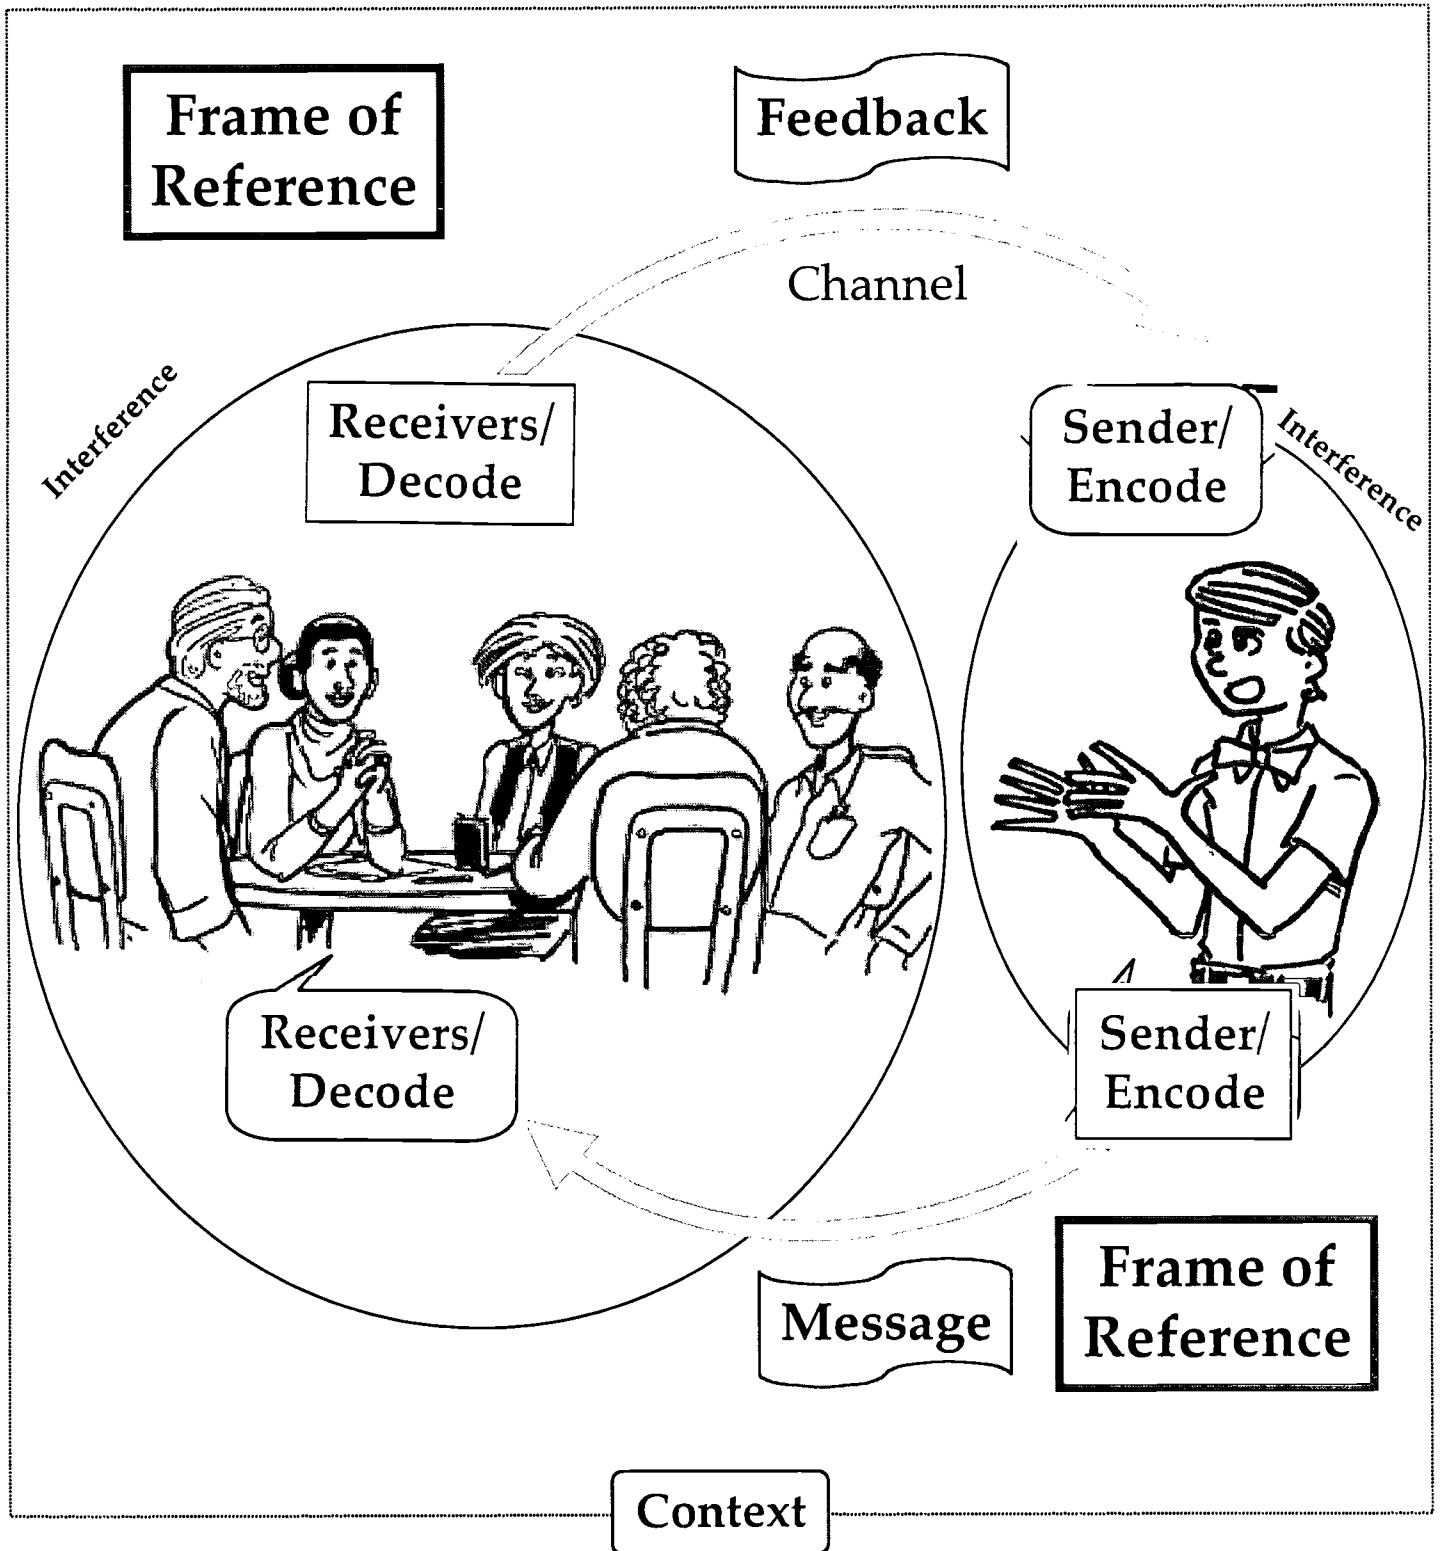 Frame of
Reference
Feedback
Channel
Interference
Receivers/
Decode
Sender/
Encode
Interference
Receivers/
Decode
Sender/
Encode
Message
Frame of
Reference
Context